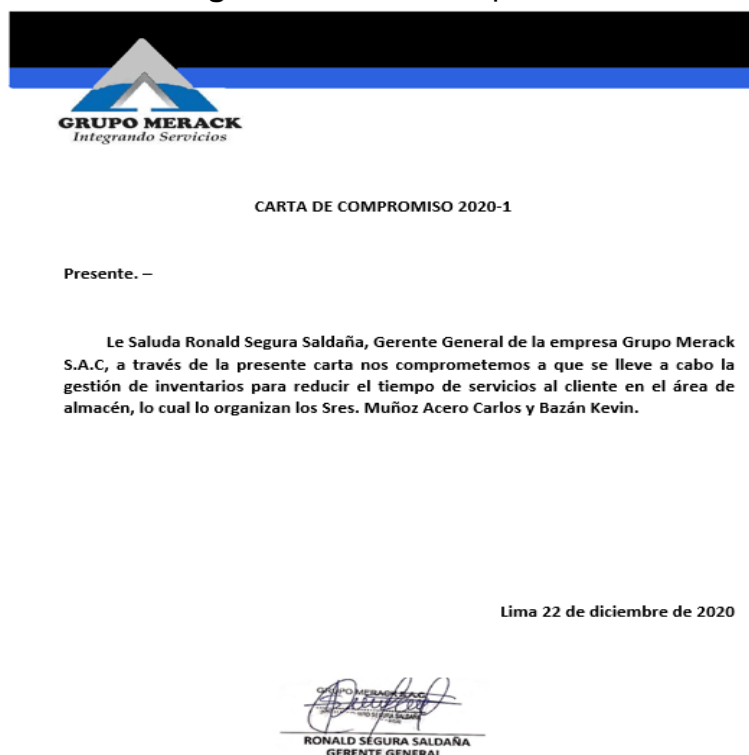 GRUPO MERACK
Integrando Servicios
CARTA DE COMPROMISO 2020-1
Presente. –
Le Saluda Ronald Segura Saldaña, Gerente General de la empresa Grupo Merack
S.A.C, a través de la presente carta nos comprometemos a que se lleve a cabo la
gestión de inventarios para reducir el tiempo de servicios al cliente en el área de
almacén, lo cual lo organizan los Sres. Muñoz Acero Carlos y Bazán Kevin.
Lima 22 de diciembre de 2020
GRUPO MERACK S.A.C.
RONALD SEGURA SALDAÑA
GERENTE GENERAL